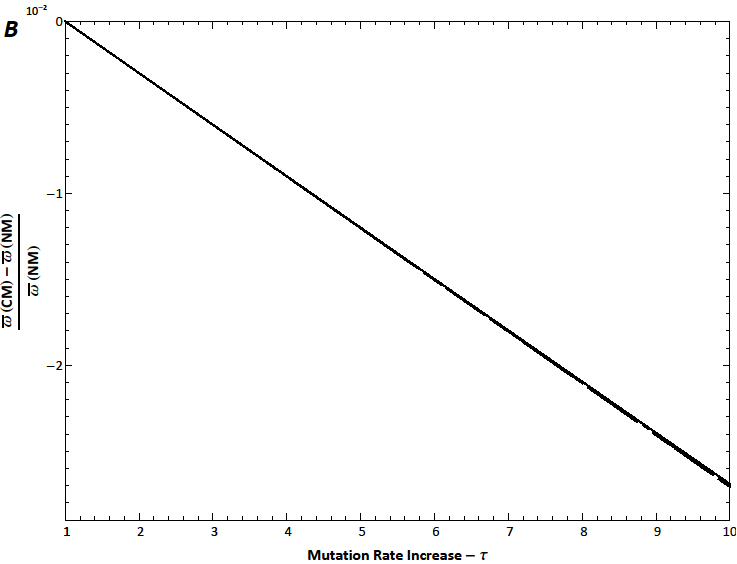 B
10⁻²
0
−1
−2
ω̅ (CM) − ω̅ (NM)
ω̅ (NM)
1 2 3 4 5 6 7 8 9 10
Mutation Rate Increase − τ